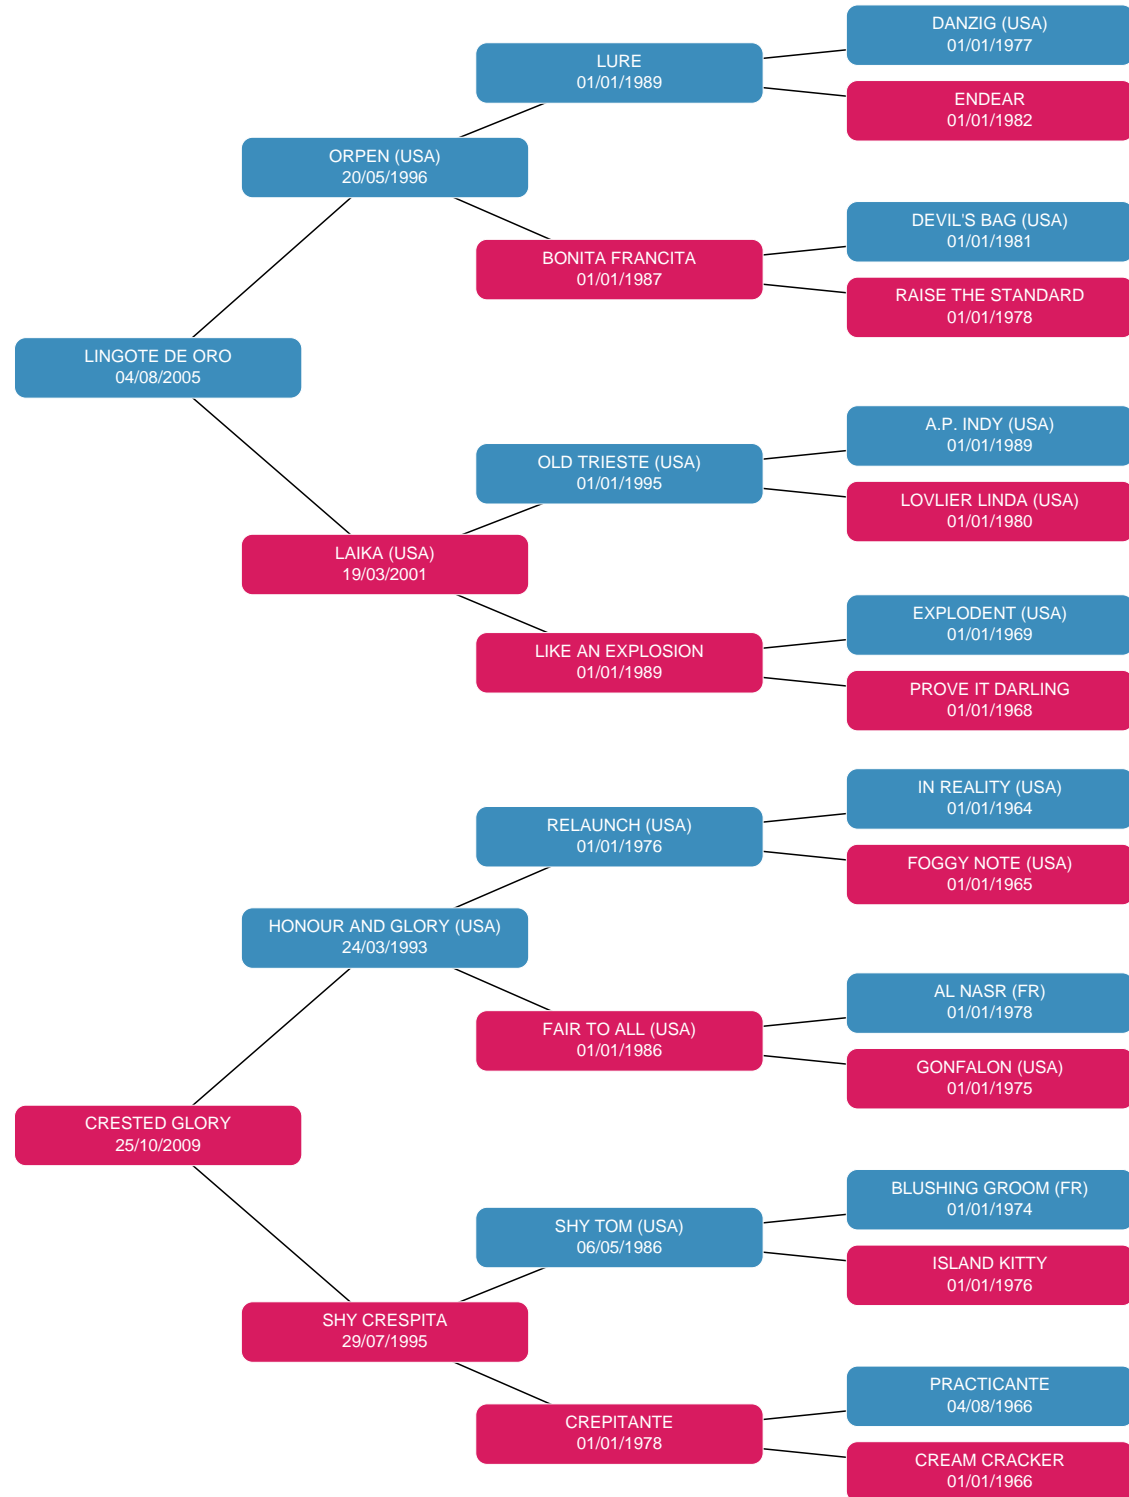 DANZIG (USA)
01/01/1977
LURE
01/01/1989
ENDEAR
01/01/1982
ORPEN (USA)
20/05/1996
DEVIL'S BAG (USA)
01/01/1981
BONITA FRANCITA
01/01/1987
RAISE THE STANDARD
01/01/1978
LINGOTE DE ORO
04/08/2005
A.P. INDY (USA)
01/01/1989
OLD TRIESTE (USA)
01/01/1995
LOVLIER LINDA (USA)
01/01/1980
LAIKA (USA)
19/03/2001
EXPLODENT (USA)
01/01/1969
LIKE AN EXPLOSION
01/01/1989
PROVE IT DARLING
01/01/1968
IN REALITY (USA)
01/01/1964
RELAUNCH (USA)
01/01/1976
FOGGY NOTE (USA)
01/01/1965
HONOUR AND GLORY (USA)
24/03/1993
AL NASR (FR)
01/01/1978
FAIR TO ALL (USA)
01/01/1986
GONFALON (USA)
01/01/1975
CRESTED GLORY
25/10/2009
BLUSHING GROOM (FR)
01/01/1974
SHY TOM (USA)
06/05/1986
ISLAND KITTY
01/01/1976
SHY CRESPITA
29/07/1995
PRACTICANTE
04/08/1966
CREPITANTE
01/01/1978
CREAM CRACKER
01/01/1966